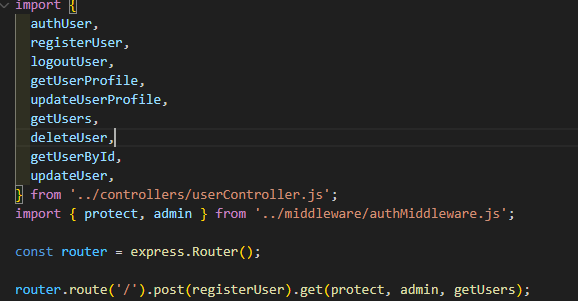 import {
  authUser,
  registerUser,
  logoutUser,
  getUserProfile,
  updateUserProfile,
  getUsers,
  deleteUser,
  getUserById,
  updateUser,
} from '../controllers/userController.js';
import { protect, admin } from '../middleware/authMiddleware.js';

const router = express.Router();

router.route('/').post(registerUser).get(protect, admin, getUsers);